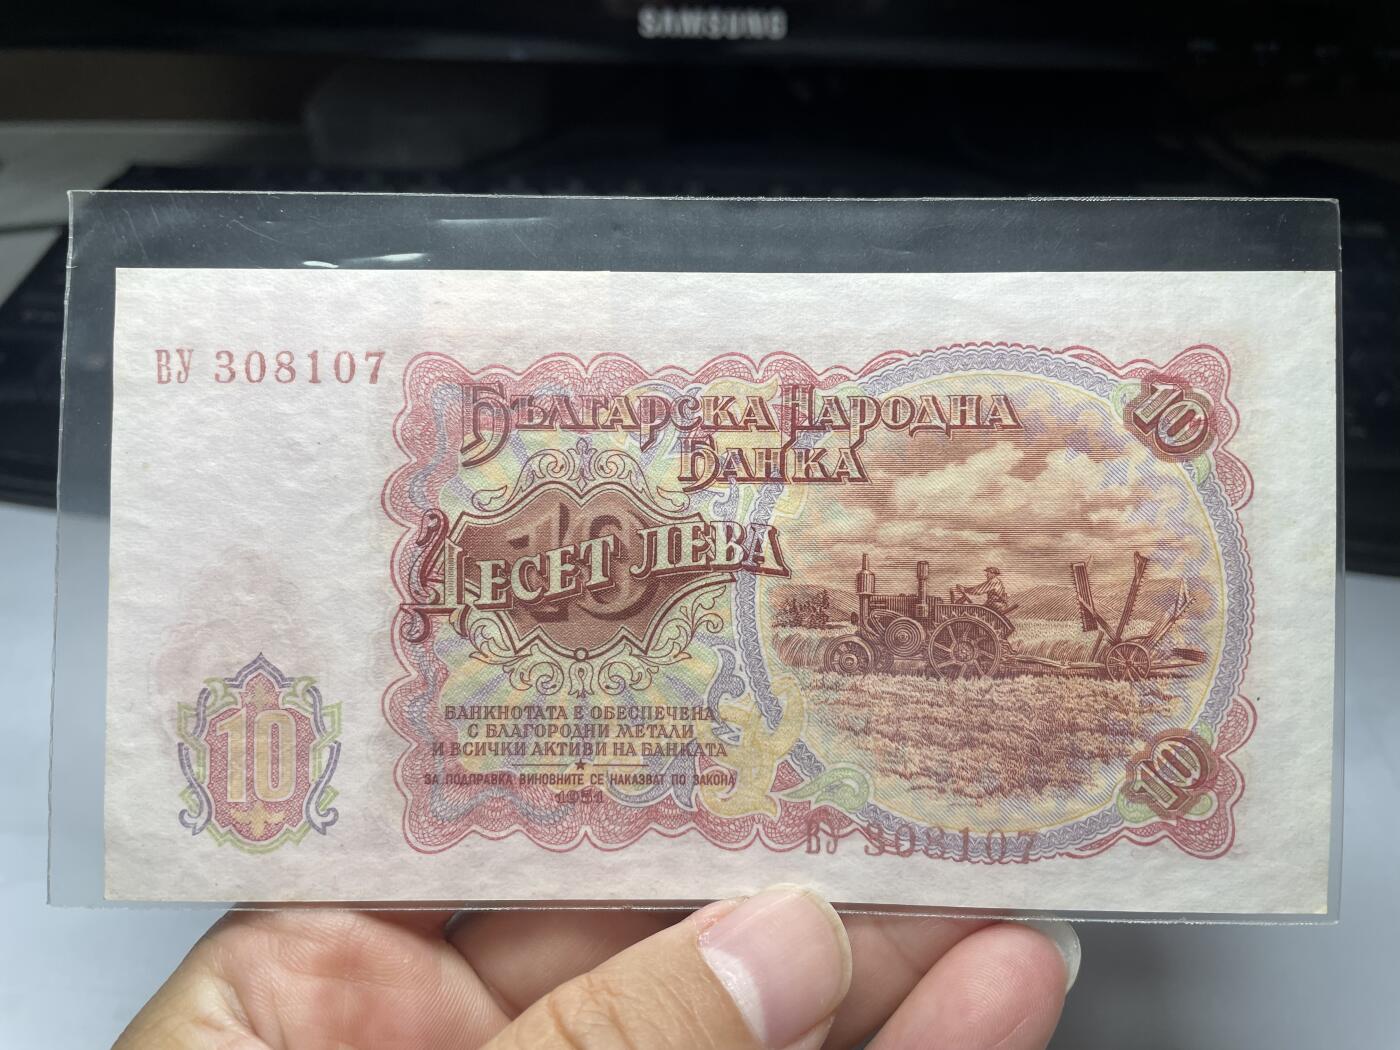 SAMSUNG
ВУ 308107
БЪЛГАРСКА НАРОДНА
БАНКА
10
10
ДЕСЕТ ЛЕВА
БАНКНОТАТА Е ОБЕСПЕЧЕНА
С БЛАГОРОДНИ МЕТАЛИ
И ВСИЧКИ АКТИВИ НА БАНКАТА
ЗА ПОДПРАВКА ВИНОВНИТЕ СЕ НАКАЗВАТ ПО ЗАКОНА
1951
10
10
ВУ 308107